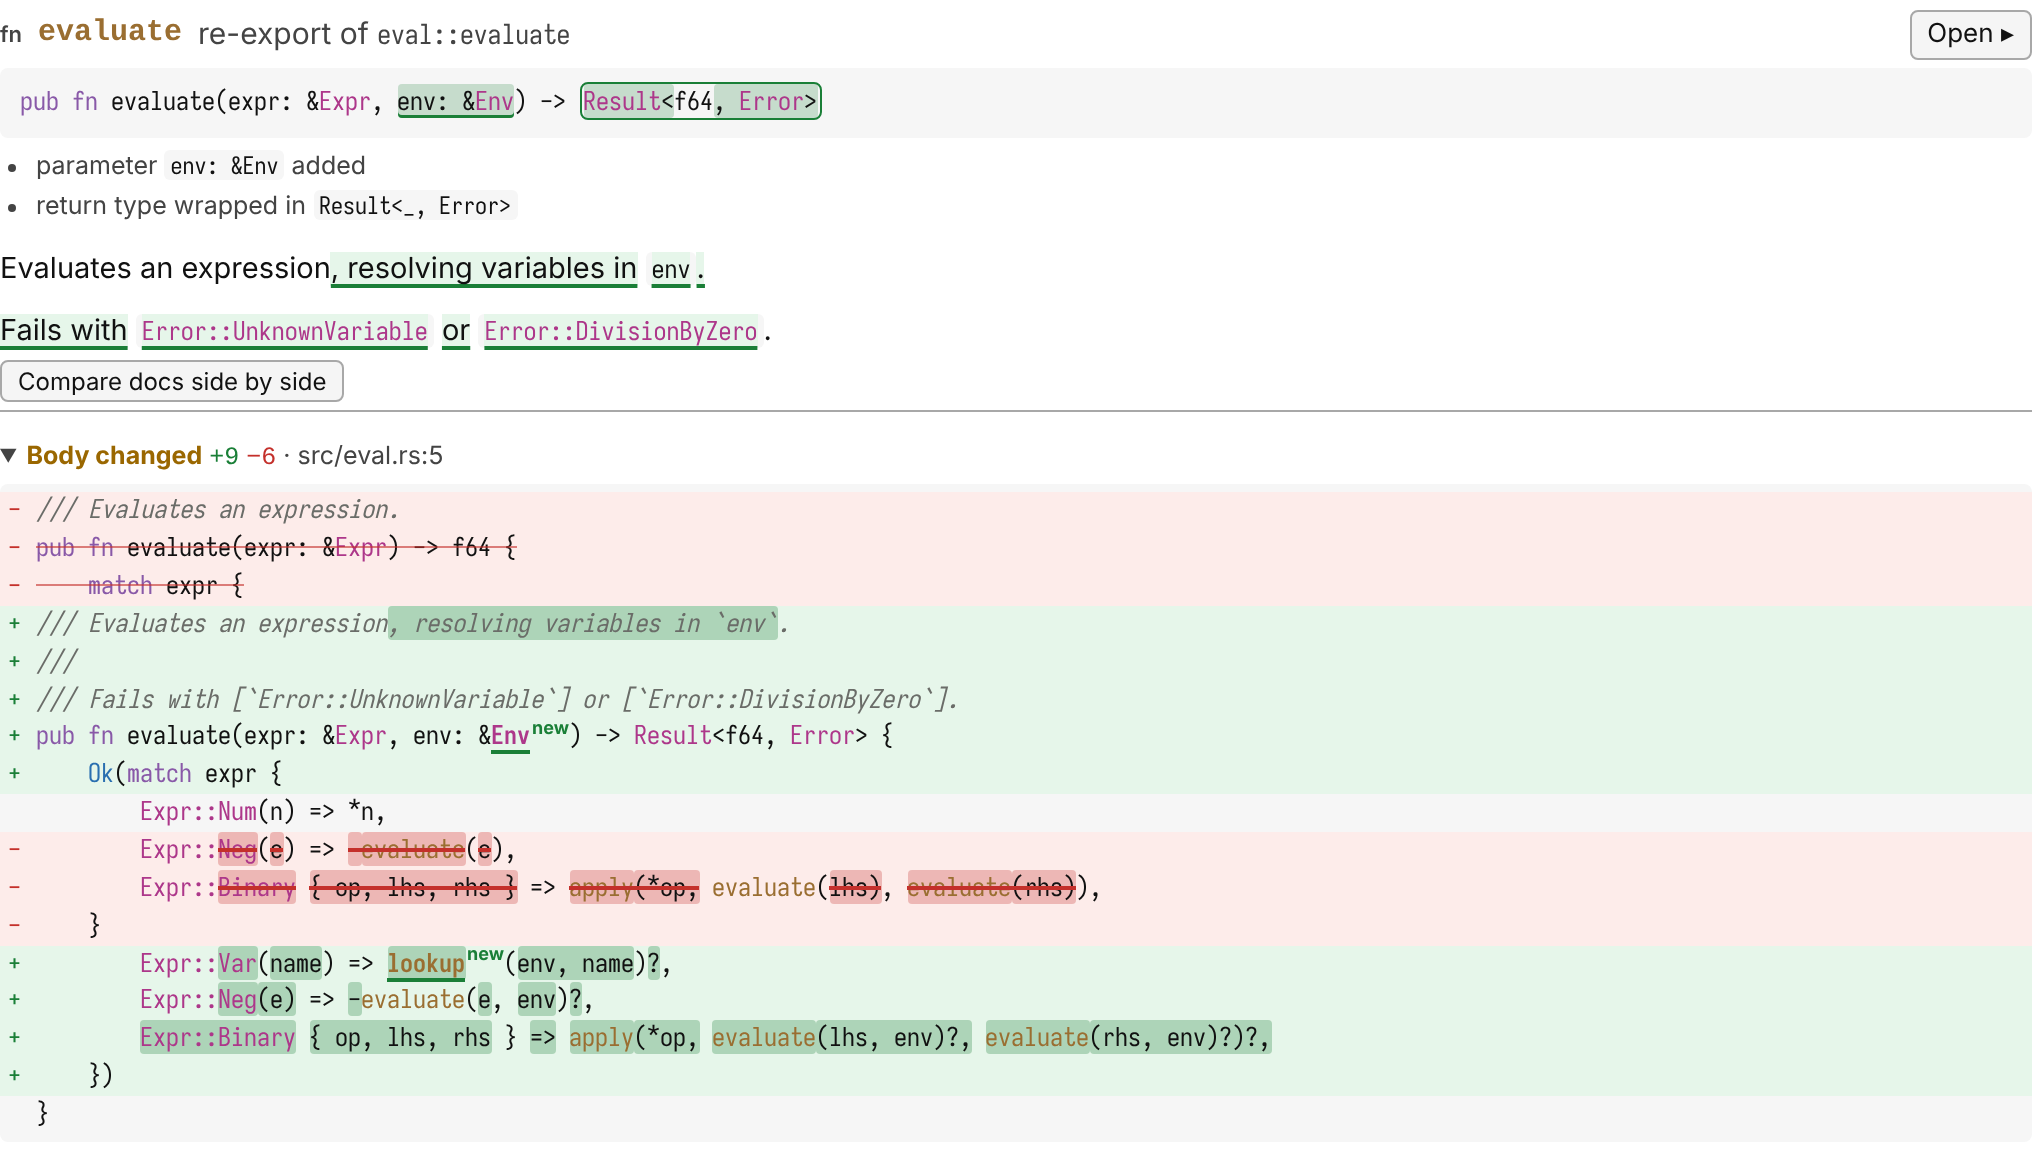 fn evaluate re-export of eval::evaluate Open ▸
pub fn evaluate(expr: &Expr, env: &Env) -> Result<f64, Error>
• parameter env: &Env added
• return type wrapped in Result<_, Error>
Evaluates an expression, resolving variables in env.
Fails with Error::UnknownVariable or Error::DivisionByZero.
Compare docs side by side
▼ Body changed +9 −6 · src/eval.rs:5
− /// Evaluates an expression.
− pub fn evaluate(expr: &Expr) -> f64 {
−     match expr {
+ /// Evaluates an expression, resolving variables in `env`.
+ ///
+ /// Fails with [`Error::UnknownVariable`] or [`Error::DivisionByZero`].
+ pub fn evaluate(expr: &Expr, env: &Env new) -> Result<f64, Error> {
+     Ok(match expr {
        Expr::Num(n) => *n,
−         Expr::Neg(e) => -evaluate(e),
−         Expr::Binary { op, lhs, rhs } => apply(*op, evaluate(lhs), evaluate(rhs)),
−     }
+         Expr::Var(name) => lookup new(env, name)?,
+         Expr::Neg(e) => -evaluate(e, env)?,
+         Expr::Binary { op, lhs, rhs } => apply(*op, evaluate(lhs, env)?, evaluate(rhs, env)?)?,
+     })
}